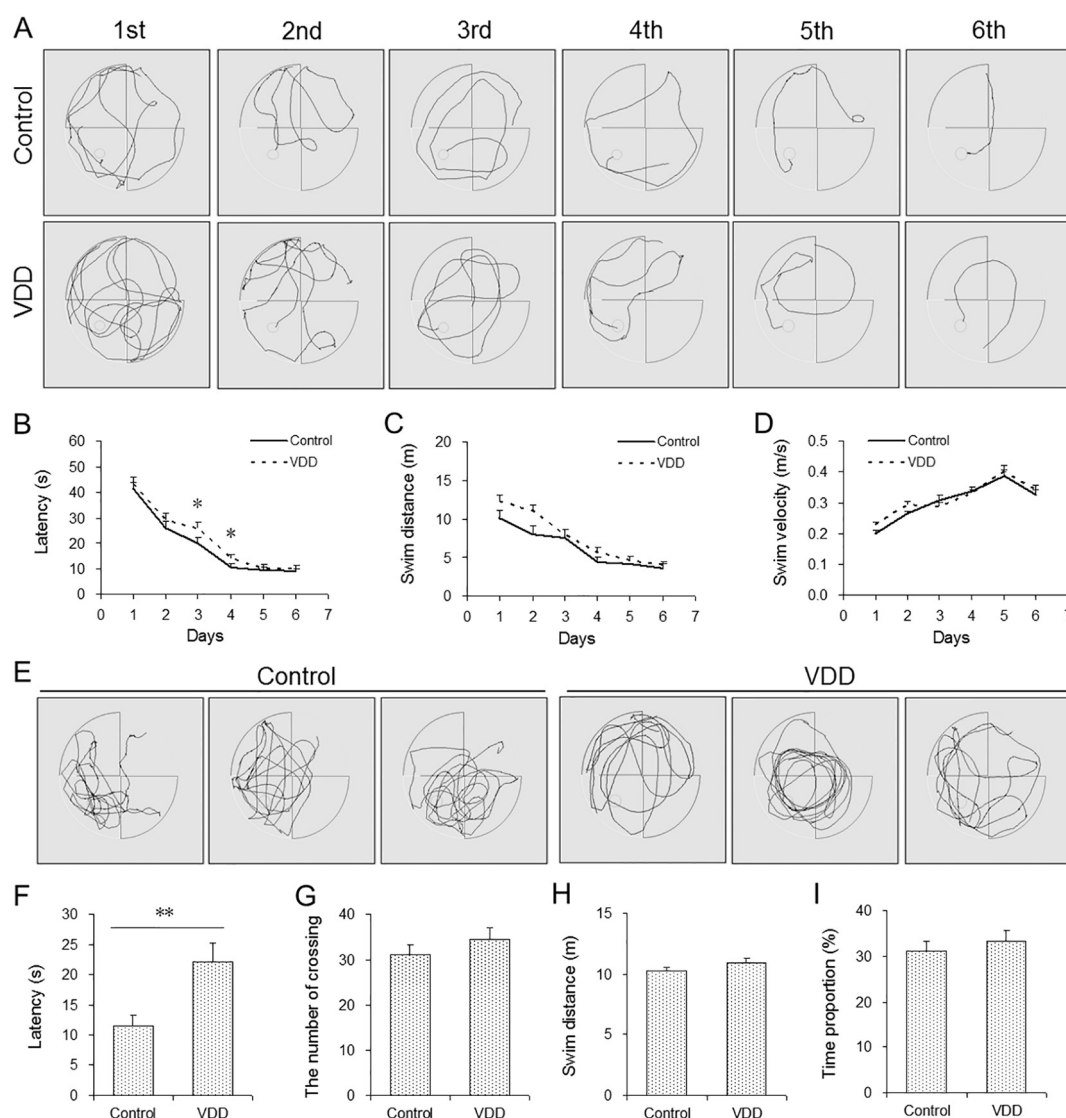 A
1st 2nd 3rd 4th 5th 6th
Control
VDD
B
Latency (s)
60
50
40
30
20
10
0
Control
VDD
*
*
0 1 2 3 4 5 6 7
Days
C
Swim distance (m)
20
15
10
5
0
Control
VDD
0 1 2 3 4 5 6 7
Days
D
Swim velocity (m/s)
0.5
0.4
0.3
0.2
0.1
0
Control
VDD
0 1 2 3 4 5 6 7
Days
E
Control VDD
F
Latency (s)
30
25
20
15
10
5
0
**
Control VDD
G
The number of crossing
40
30
20
10
0
Control VDD
H
Swim distance (m)
15
10
5
0
Control VDD
I
Time proportion (%)
40
30
20
10
0
Control VDD